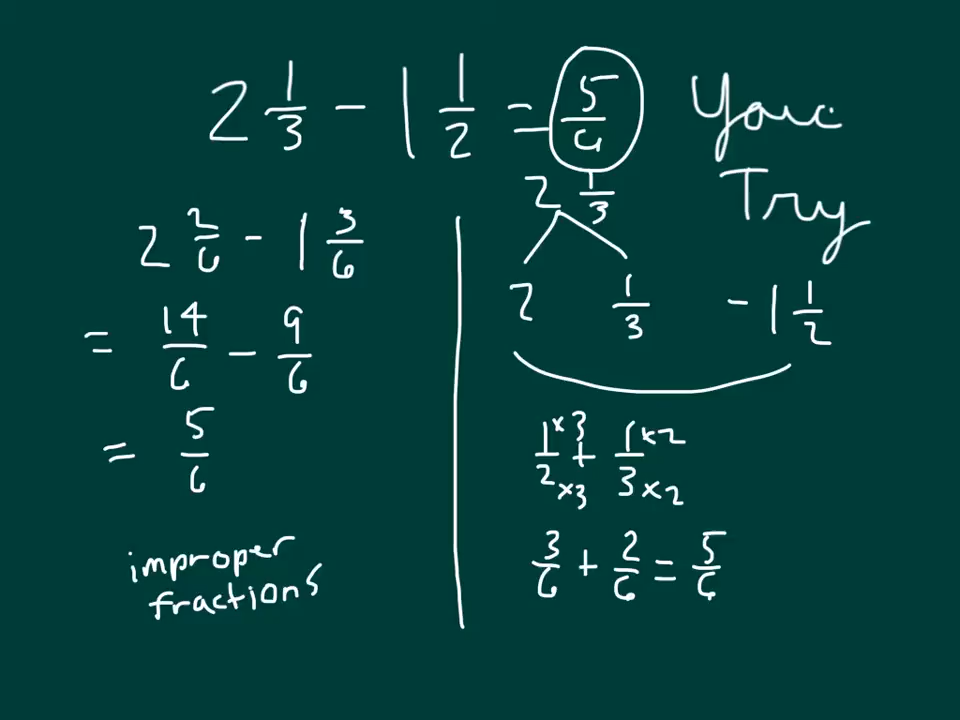 2 1/3 - 1 1/2 = 5/6
You
Try
2 2/6 - 1 3/6
= 14/6 - 9/6
= 5/6
improper
fractions
2 1/3
2 1/3 - 1 1/2
1/2 ×3/×3 + 1/3 ×2/×2
3/6 + 2/6 = 5/6